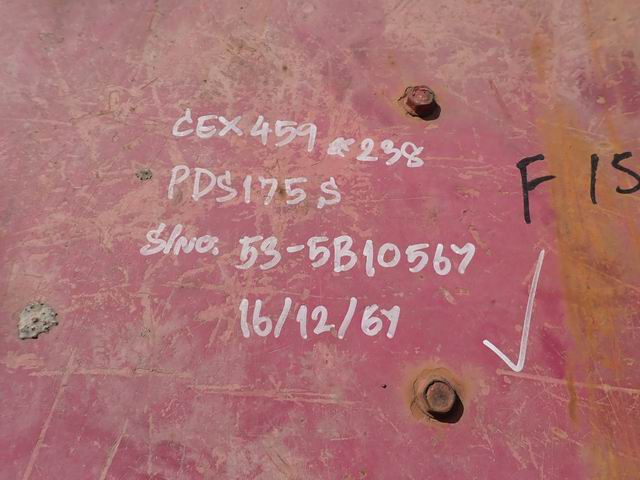 CEX 459 & 238
PDS175 S
S/NO. 53-5B10567
16/12/67
F 15